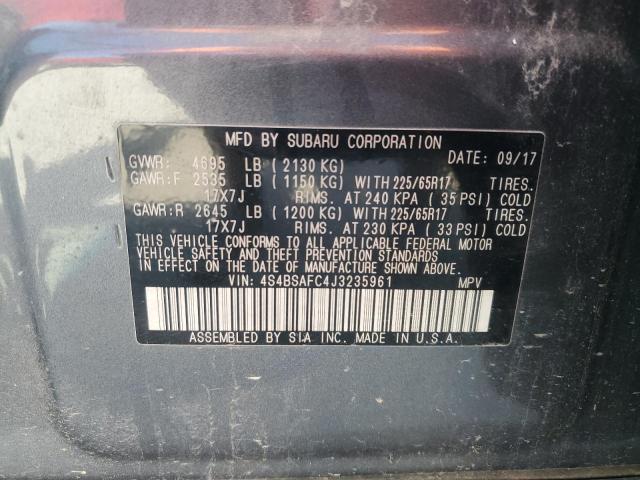 MFD BY SUBARU CORPORATION
GVWR: 4695 LB (2130 KG) DATE: 09/17
GAWR:F 2535 LB (1150 KG) WITH 225/65R17 TIRES.
17X7J RIMS. AT 240 KPA (35 PSI) COLD
GAWR:R 2645 LB (1200 KG) WITH 225/65R17 TIRES.
17X7J RIMS. AT 230 KPA (33 PSI) COLD
THIS VEHICLE CONFORMS TO ALL APPLICABLE FEDERAL MOTOR
VEHICLE SAFETY AND THEFT PREVENTION STANDARDS
IN EFFECT ON THE DATE OF MANUFACTURE SHOWN ABOVE.
VIN: 4S4BSAFC4J3235961 MPV
ASSEMBLED BY SIA INC. MADE IN U.S.A.